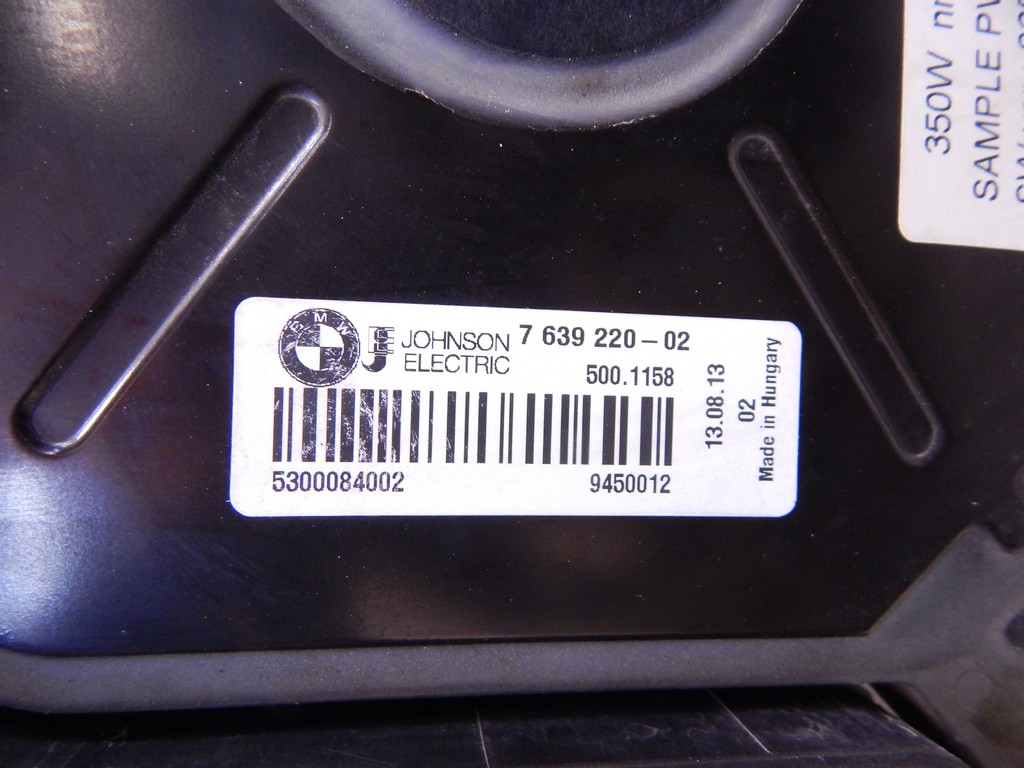 BMW
JOHNSON
ELECTRIC
7 639 220-02
500.1158
5300084002
9450012
13.08.13
02
Made in Hungary
350W
SAMPLE